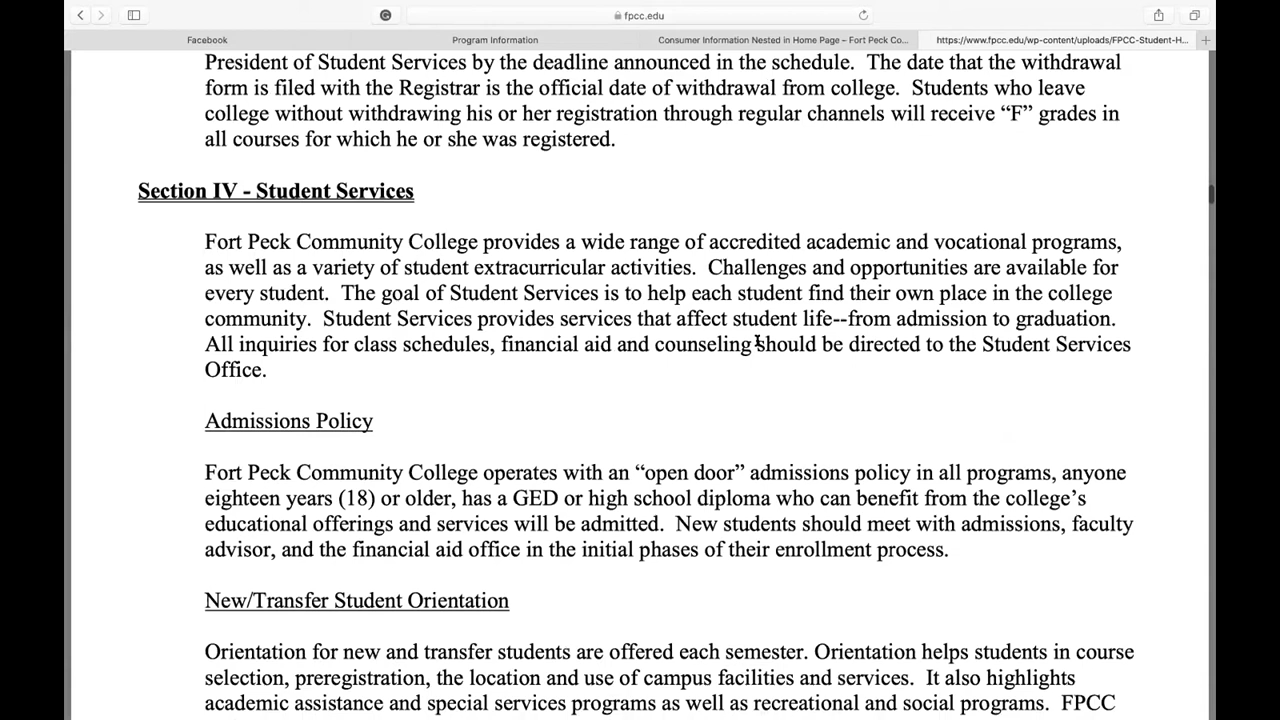 fpcc.edu
Facebook
Program Information
Consumer Information Nested in Home Page – Fort Peck Co...
https://www.fpcc.edu/wp-content/uploads/FPCC-Student-H...
President of Student Services by the deadline announced in the schedule.  The date that the withdrawal
form is filed with the Registrar is the official date of withdrawal from college.  Students who leave
college without withdrawing his or her registration through regular channels will receive “F” grades in
all courses for which he or she was registered.
Section IV - Student Services
Fort Peck Community College provides a wide range of accredited academic and vocational programs,
as well as a variety of student extracurricular activities.  Challenges and opportunities are available for
every student.  The goal of Student Services is to help each student find their own place in the college
community.  Student Services provides services that affect student life--from admission to graduation.
All inquiries for class schedules, financial aid and counseling should be directed to the Student Services
Office.
Admissions Policy
Fort Peck Community College operates with an “open door” admissions policy in all programs, anyone
eighteen years (18) or older, has a GED or high school diploma who can benefit from the college’s
educational offerings and services will be admitted.  New students should meet with admissions, faculty
advisor, and the financial aid office in the initial phases of their enrollment process.
New/Transfer Student Orientation
Orientation for new and transfer students are offered each semester. Orientation helps students in course
selection, preregistration, the location and use of campus facilities and services.  It also highlights
academic assistance and special services programs as well as recreational and social programs.  FPCC